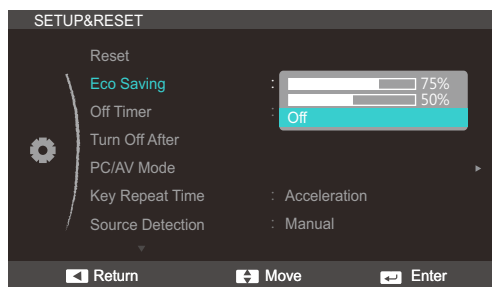 SETUP&RESET
Reset
Eco Saving : 75%
50%
Off Timer : Off
Turn Off After
PC/AV Mode
Key Repeat Time : Acceleration
Source Detection : Manual
Return Move Enter